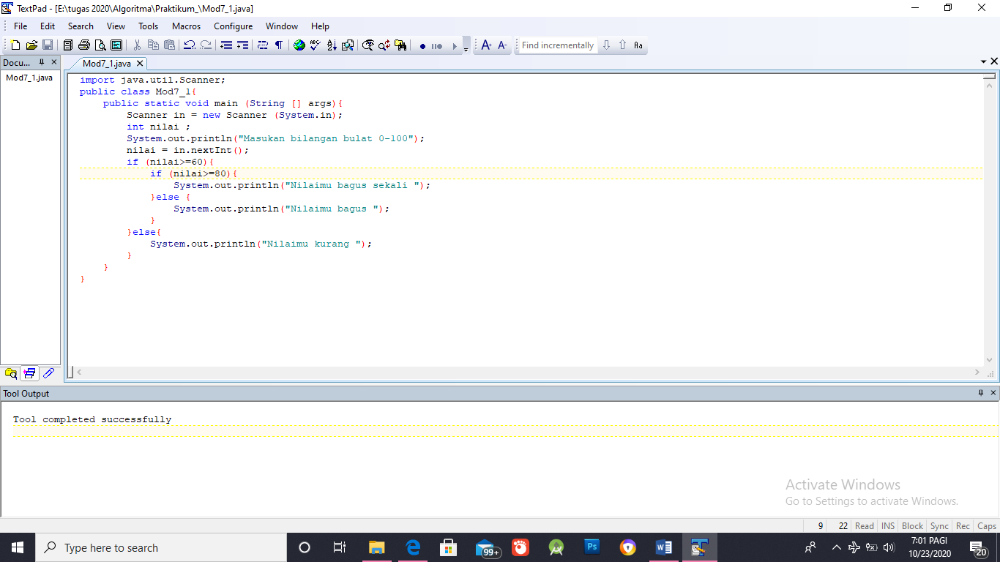 TextPad - [E:\tugas 2020\Algoritma\Praktikum_\Mod7_1.java]
File Edit Search View Tools Macros Configure Window Help
Find incrementally
Docu...
Mod7_1.java
Mod7_1.java
import java.util.Scanner;
public class Mod7_1{
    public static void main (String [] args){
        Scanner in = new Scanner (System.in);
        int nilai ;
        System.out.println("Masukan bilangan bulat 0-100");
        nilai = in.nextInt();
        if (nilai>=60){
            if (nilai>=80){
                System.out.println("Nilaimu bagus sekali ");
            }else {
                System.out.println("Nilaimu bagus ");
            }
        }else{
            System.out.println("Nilaimu kurang ");
        }
    }
}
Tool Output
Tool completed successfully
Activate Windows
Go to Settings to activate Windows.
9 22 Read INS Block Sync Rec Caps
Type here to search
99+
Ps
7:01 PAGI
10/23/2020
20